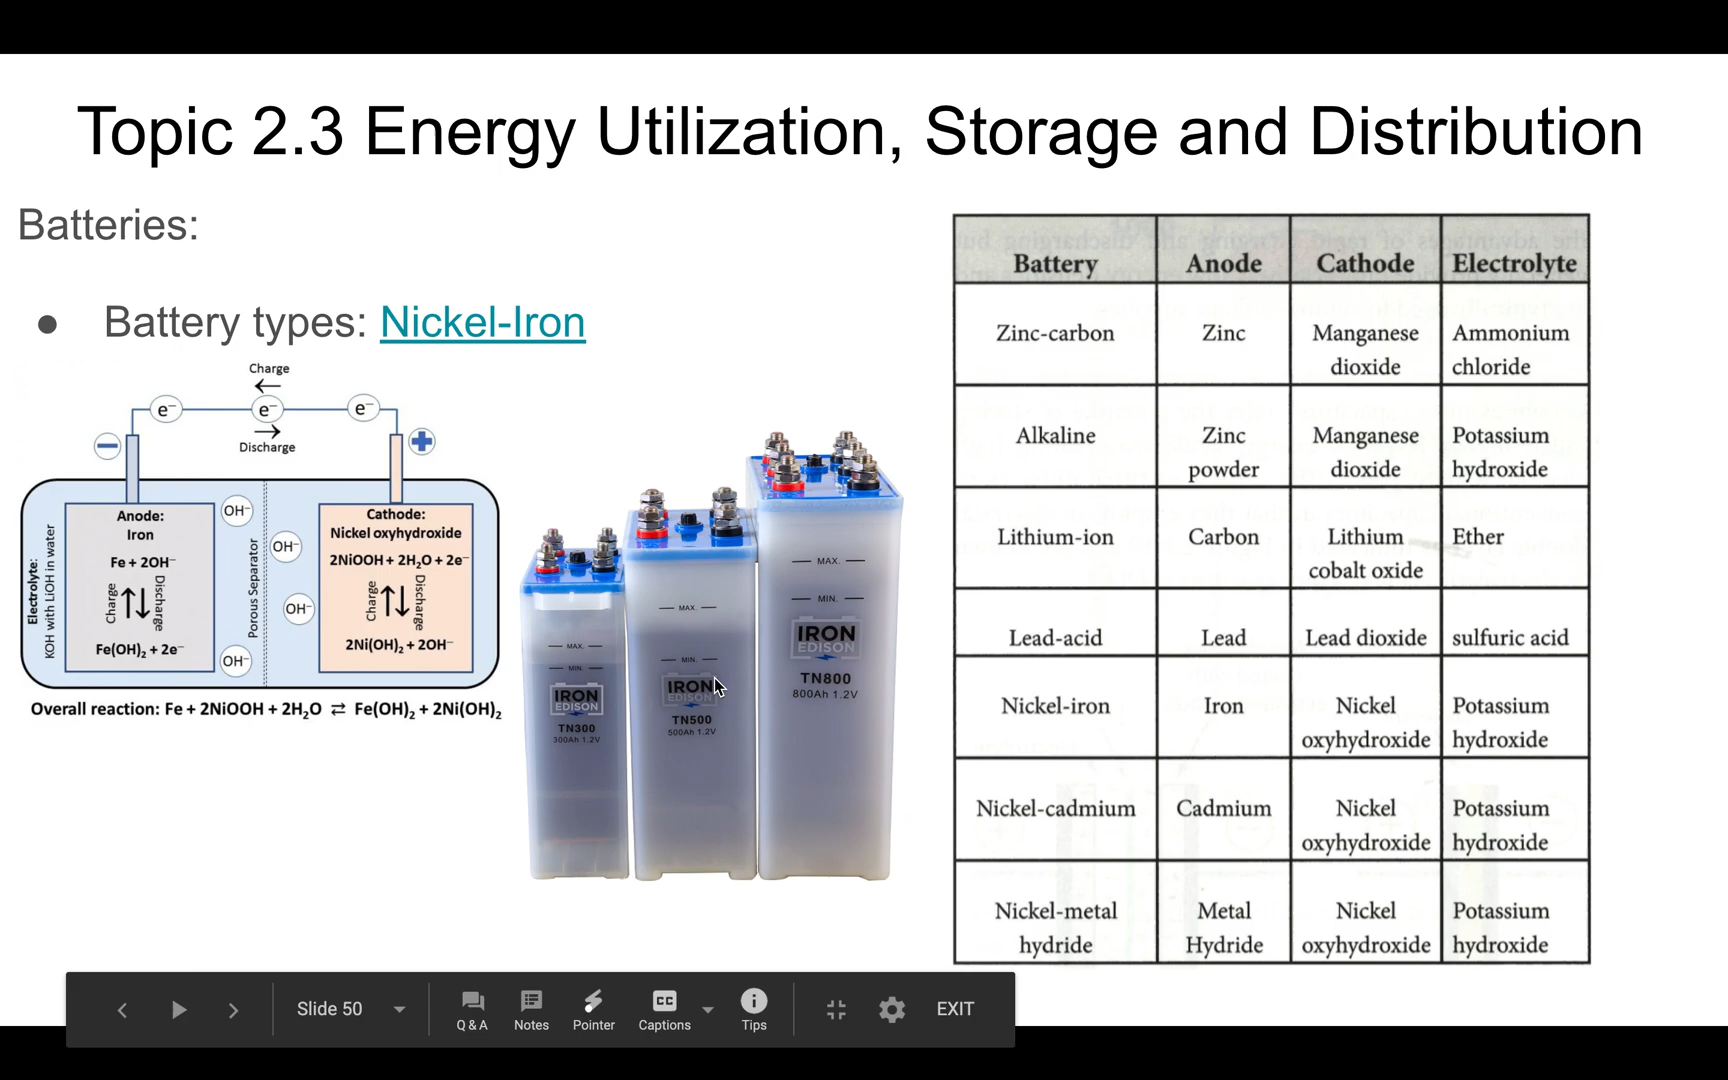 Topic 2.3 Energy Utilization, Storage and Distribution
Batteries:
● Battery types: Nickel-Iron
Charge
←
e⁻ e⁻ e⁻
→
Discharge
− +
Electrolyte:
KOH with LiOH in water
Anode:
Iron
Fe + 2OH⁻
Charge ↑↓ Discharge
Fe(OH)₂ + 2e⁻
OH⁻
OH⁻
Porous Separator
OH⁻
OH⁻
Cathode:
Nickel oxyhydroxide
2NiOOH + 2H₂O + 2e⁻
Charge ↑↓ Discharge
2Ni(OH)₂ + 2OH⁻
Overall reaction: Fe + 2NiOOH + 2H₂O ⇄ Fe(OH)₂ + 2Ni(OH)₂
MAX.
MIN.
IRON
EDISON
TN300
300Ah 1.2V
MAX.
MIN.
IRON
EDISON
TN500
500Ah 1.2V
MAX.
MIN.
IRON
EDISON
TN800
800Ah 1.2V
Battery Anode Cathode Electrolyte
Zinc-carbon Zinc Manganese Ammonium
dioxide chloride
Alkaline Zinc Manganese Potassium
powder dioxide hydroxide
Lithium-ion Carbon Lithium Ether
cobalt oxide
Lead-acid Lead Lead dioxide sulfuric acid
Nickel-iron Iron Nickel Potassium
oxyhydroxide hydroxide
Nickel-cadmium Cadmium Nickel Potassium
oxyhydroxide hydroxide
Nickel-metal Metal Nickel Potassium
hydride Hydride oxyhydroxide hydroxide
Slide 50
Q & A
Notes
Pointer
CC
Captions
Tips
EXIT